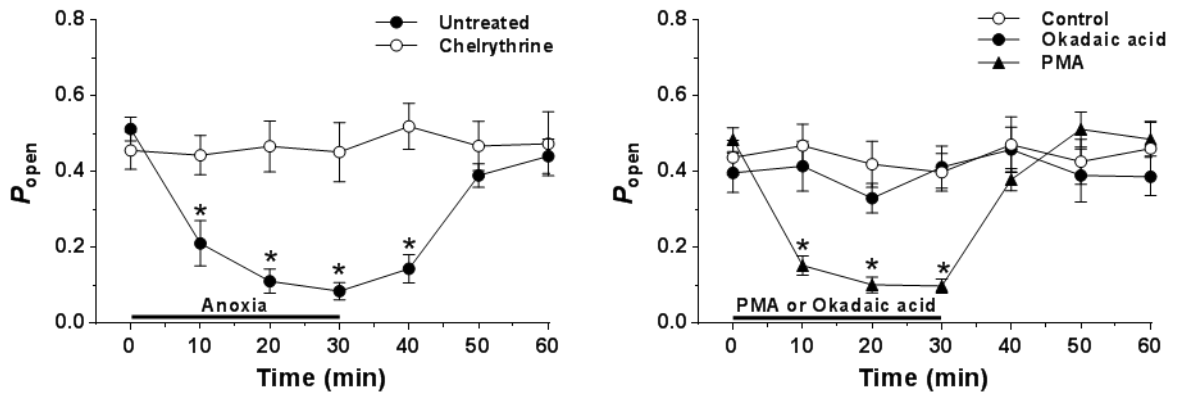 0.8
Untreated
Chelrythrine
0.6
0.4
0.2
0.0
Popen
*
*
*
*
Anoxia
0 10 20 30 40 50 60
Time (min)
0.8
Control
Okadaic acid
PMA
0.6
0.4
0.2
0.0
Popen
*
*
*
PMA or Okadaic acid
0 10 20 30 40 50 60
Time (min)